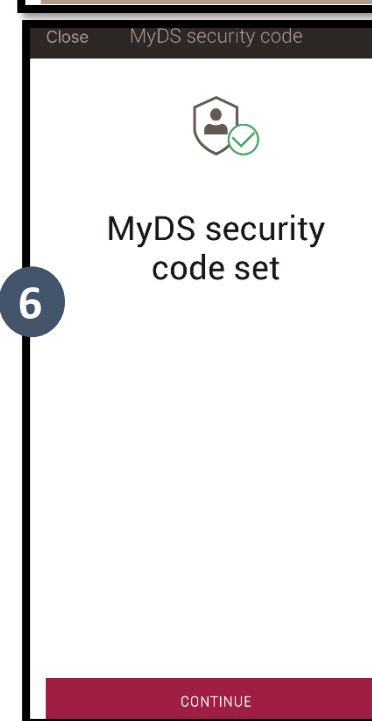 Close MyDS security code
MyDS security
code set
6
CONTINUE